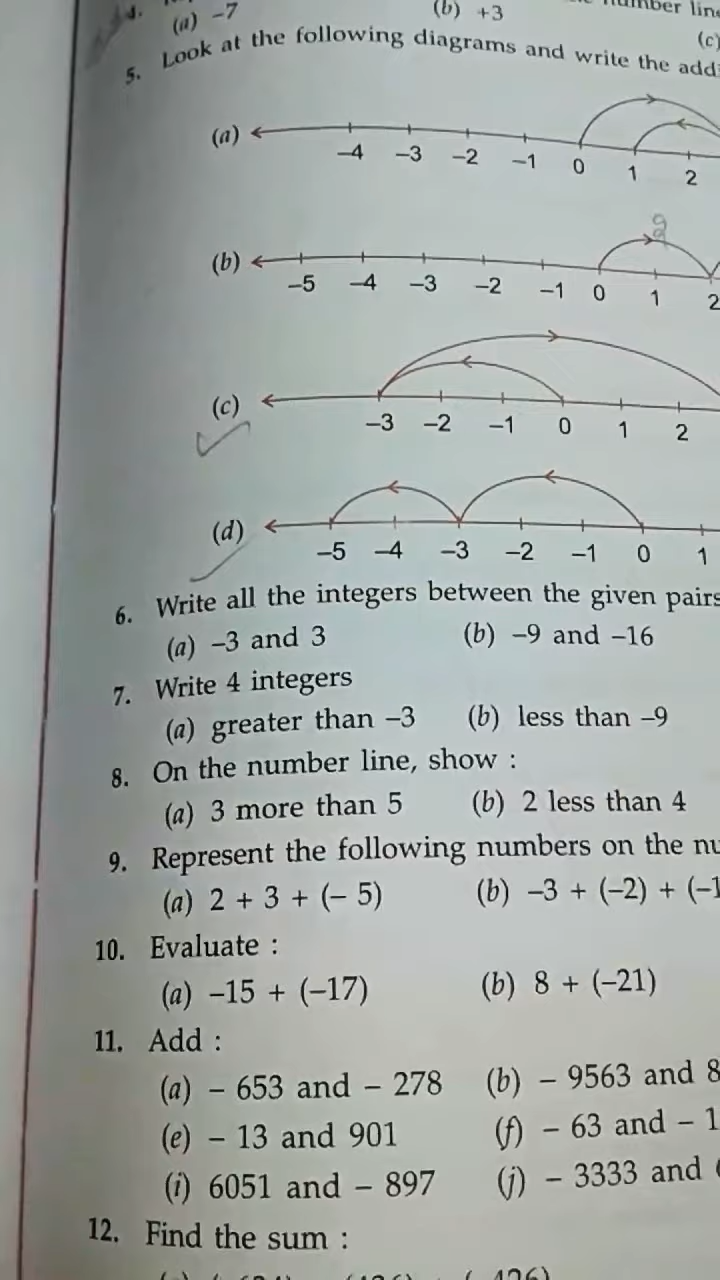 (a) –7 (b) +3 (c)
5. Look at the following diagrams and write the add
(a) –4 –3 –2 –1 0 1 2
(b) –5 –4 –3 –2 –1 0 1 2
(c) –3 –2 –1 0 1 2
(d) –5 –4 –3 –2 –1 0 1
6. Write all the integers between the given pairs
(a) –3 and 3 (b) –9 and –16
7. Write 4 integers
(a) greater than –3 (b) less than –9
8. On the number line, show :
(a) 3 more than 5 (b) 2 less than 4
9. Represent the following numbers on the nu
(a) 2 + 3 + (– 5) (b) –3 + (–2) + (–1
10. Evaluate :
(a) –15 + (–17) (b) 8 + (–21)
11. Add :
(a) – 653 and – 278 (b) – 9563 and 8
(e) – 13 and 901 (f) – 63 and – 1
(i) 6051 and – 897 (j) – 3333 and
12. Find the sum :